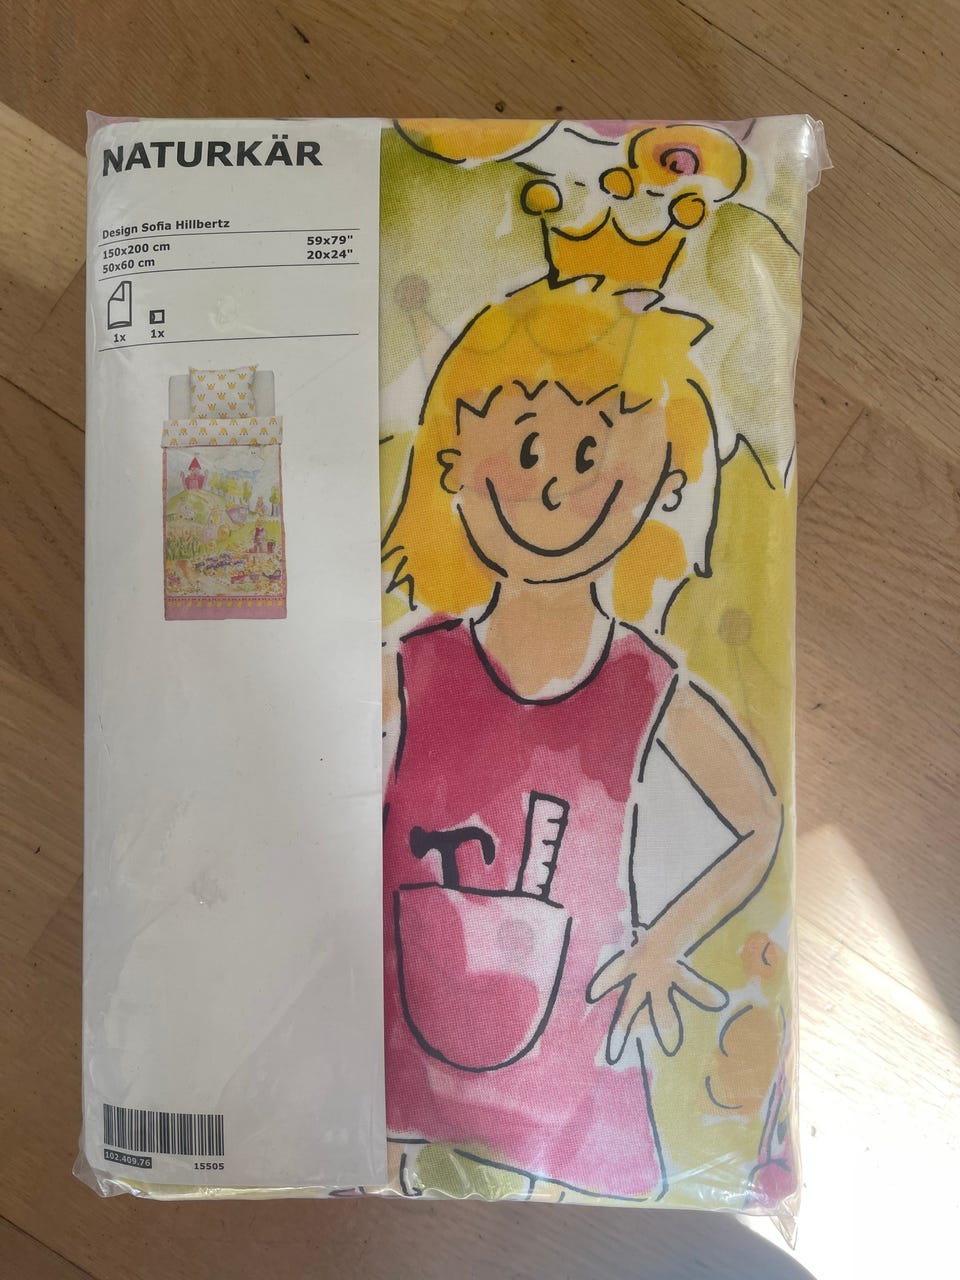 NATURKÄR
Design Sofia Hillbertz
150x200 cm 59x79"
50x60 cm 20x24"
1x 1x
102.409.76 15505